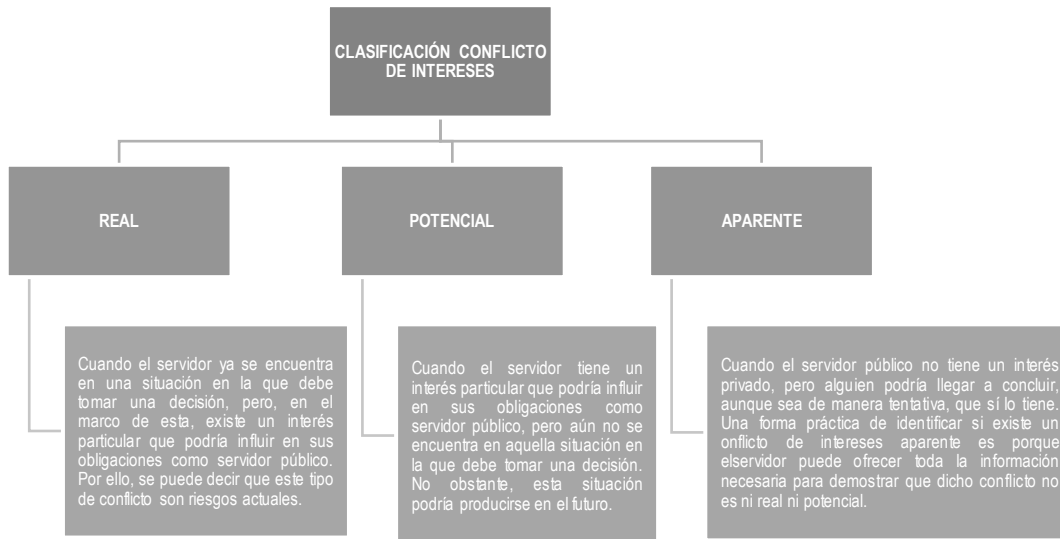 CLASIFICACIÓN CONFLICTO
DE INTERESES
REAL
POTENCIAL
APARENTE
Cuando el servidor ya se encuentra
en una situación en la que debe
tomar una decisión, pero, en el
marco de esta, existe un interés
particular que podría influir en sus
obligaciones como servidor público.
Por ello, se puede decir que este tipo
de conflicto son riesgos actuales.
Cuando el servidor tiene un
interés particular que podría influir
en sus obligaciones como
servidor público, pero aún no se
encuentra en aquella situación en
la que debe tomar una decisión.
No obstante, esta situación
podría producirse en el futuro.
Cuando el servidor público no tiene un interés
privado, pero alguien podría llegar a concluir,
aunque sea de manera tentativa, que sí lo tiene.
Una forma práctica de identificar si existe un
onflicto de intereses aparente es porque
elservidor puede ofrecer toda la información
necesaria para demostrar que dicho conflicto no
es ni real ni potencial.